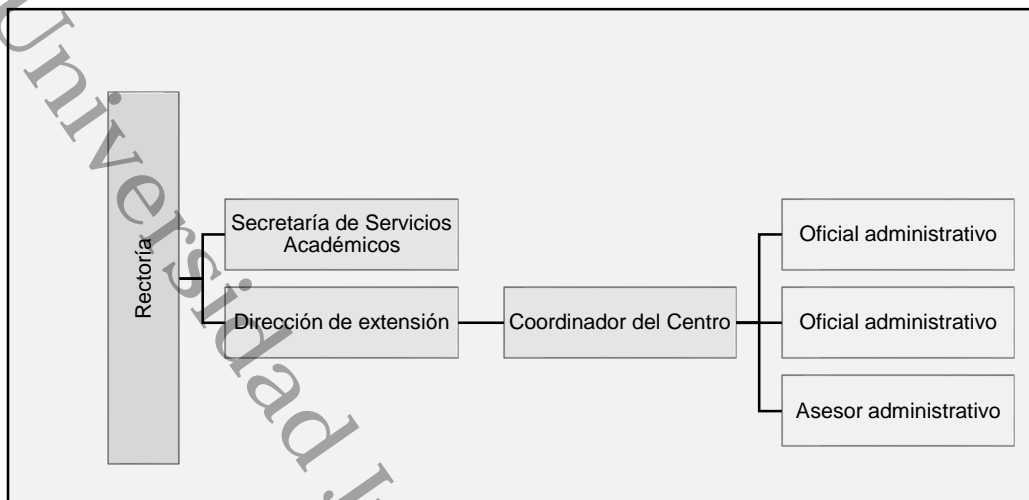 Universidad J
Rectoría
Secretaría de Servicios
Académicos
Dirección de extensión
Coordinador del Centro
Oficial administrativo
Oficial administrativo
Asesor administrativo